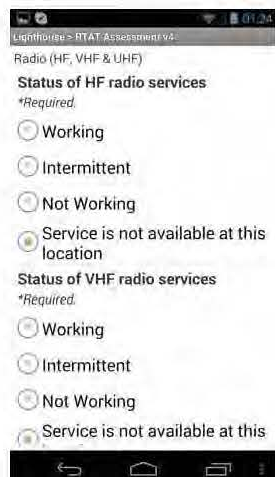 01:24
Lighthouse > RTAT Assessment v4
Radio (HF, VHF & UHF)
Status of HF radio services
*Required.
Working
Intermittent
Not Working
Service is not available at this
location
Status of VHF radio services
*Required.
Working
Intermittent
Not Working
Service is not available at this